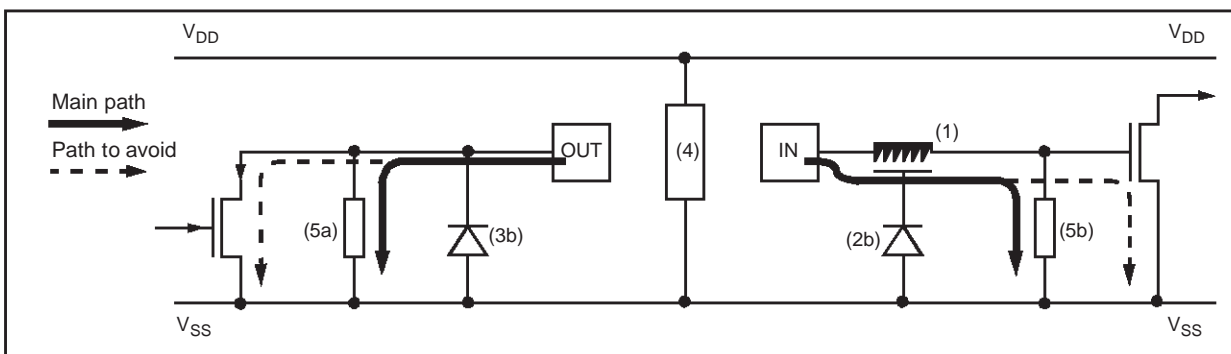 VDD VDD
Main path
Path to avoid
OUT (4) IN (1)
(5a) (3b) (2b) (5b)
VSS VSS